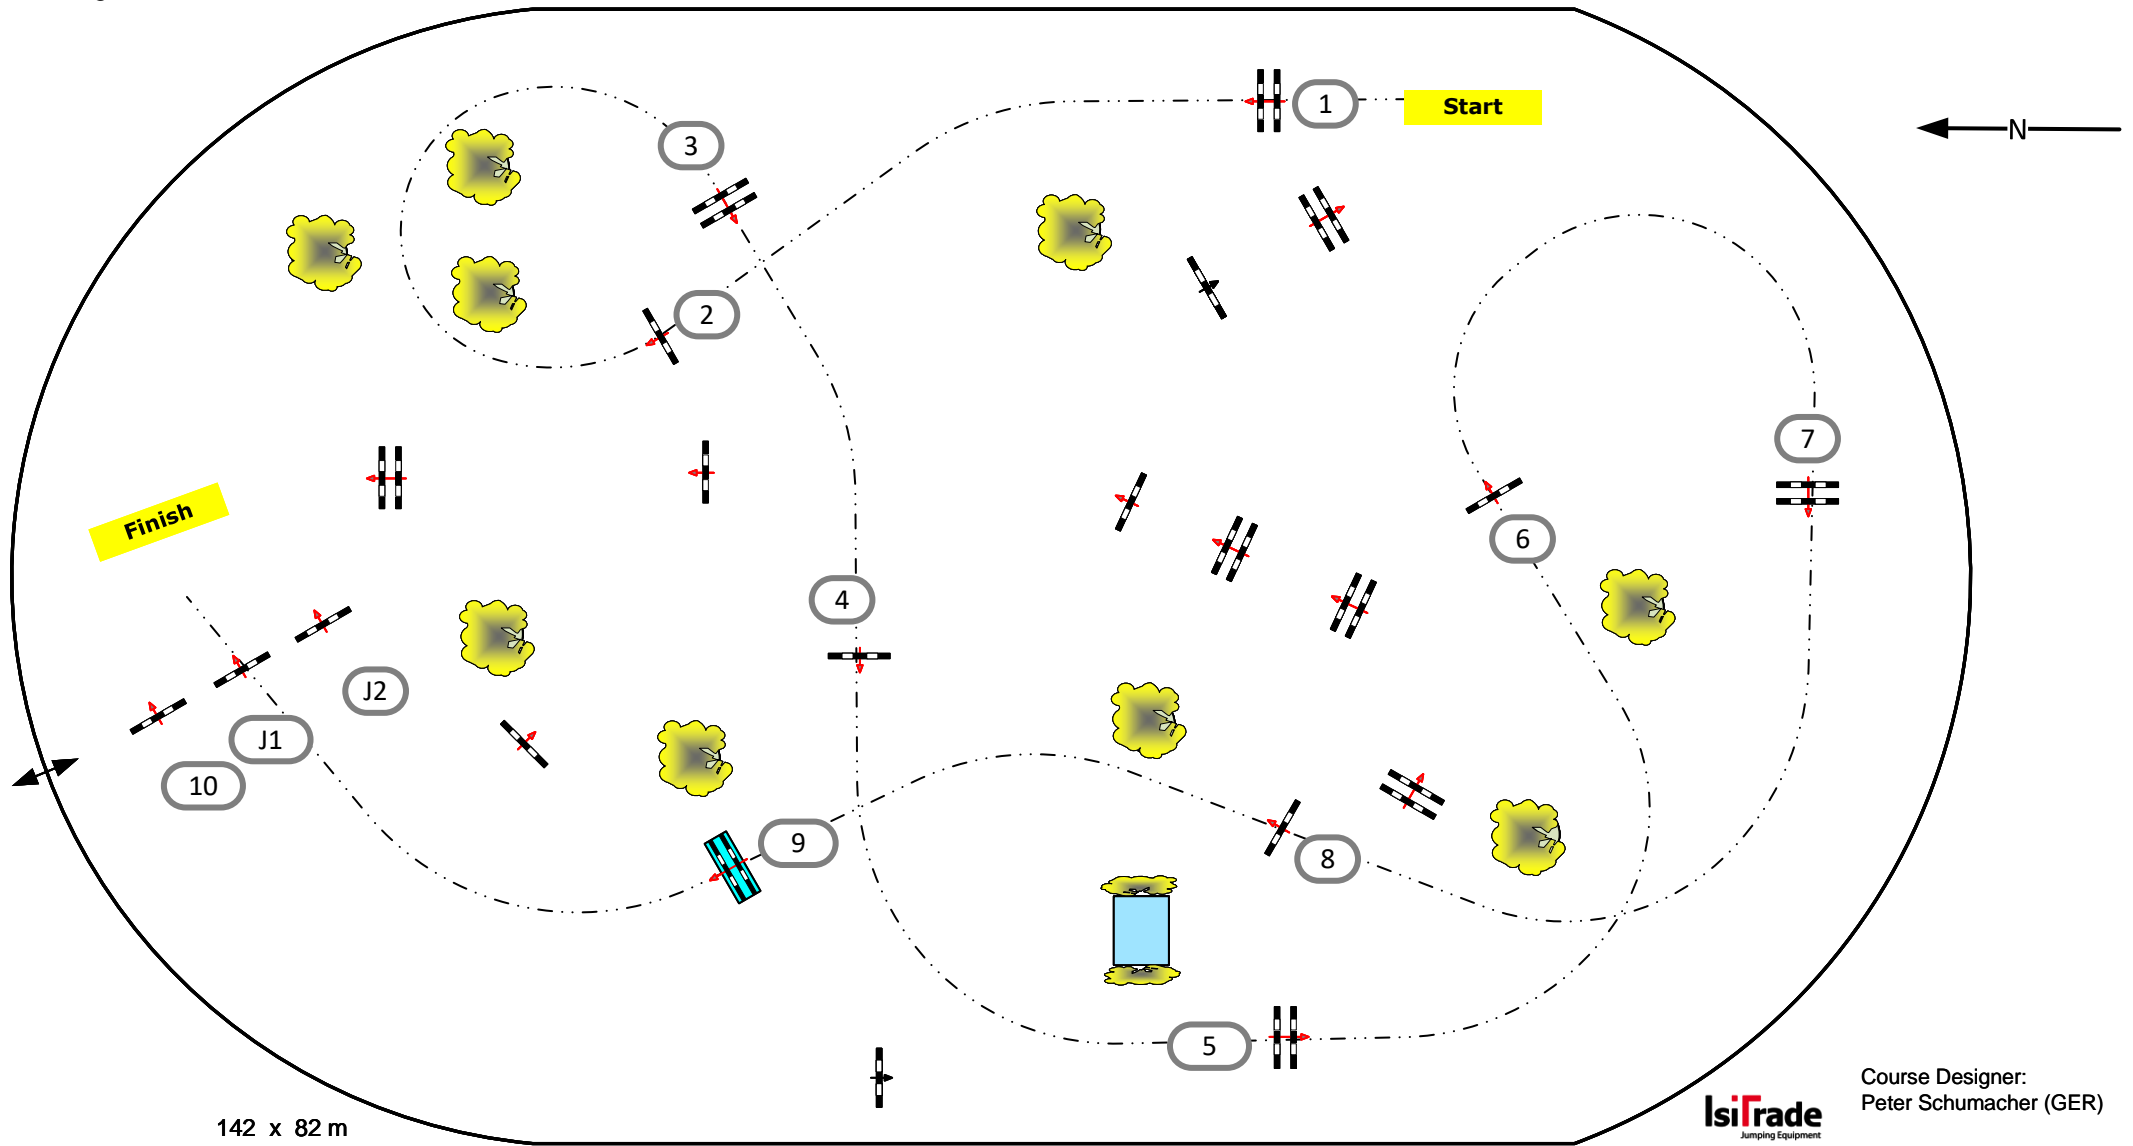 1
Start
N
3
2
7
Finish
6
4
J2
J1
10
9
8
5
Course Designer:
Peter Schumacher (GER)
IsiTrade
Jumping Equipment
142 x 82 m